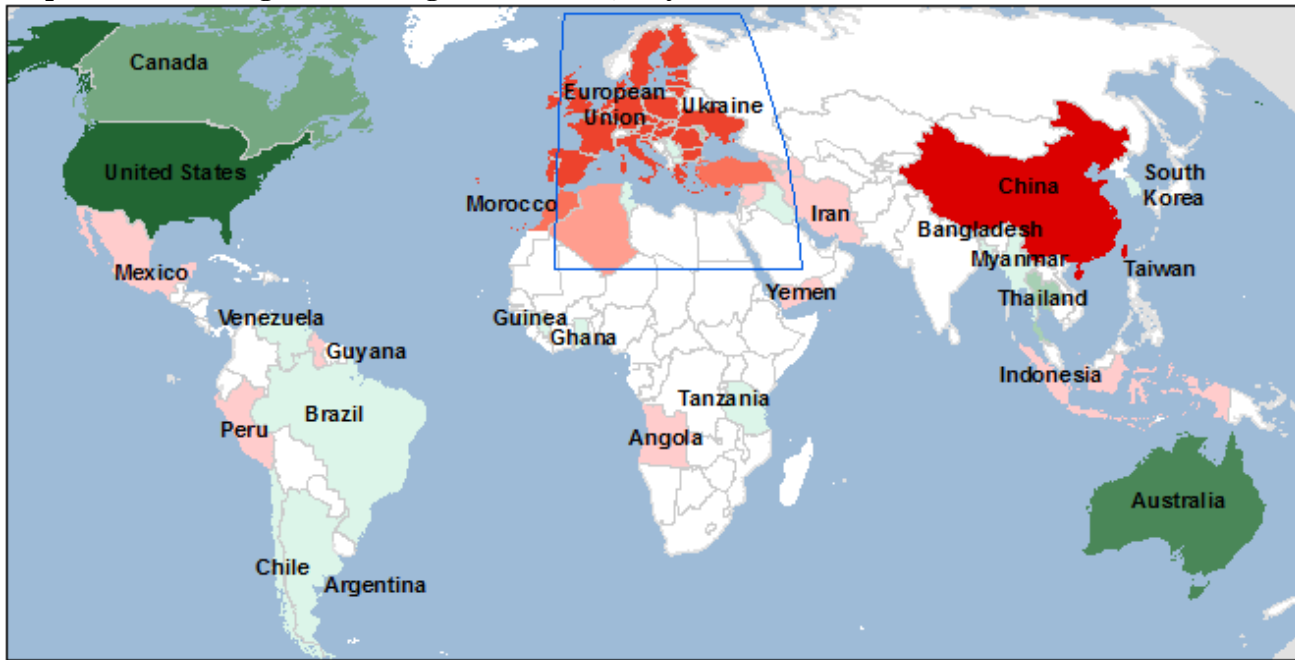 Canada
European
Union
Ukraine
United States
China
South
Korea
Morocco
Iran
Bangladesh
Myanmar
Mexico
Taiwan
Yemen
Thailand
Venezuela
Guinea
Ghana
Guyana
Indonesia
Tanzania
Brazil
Peru
Angola
Australia
Chile
Argentina